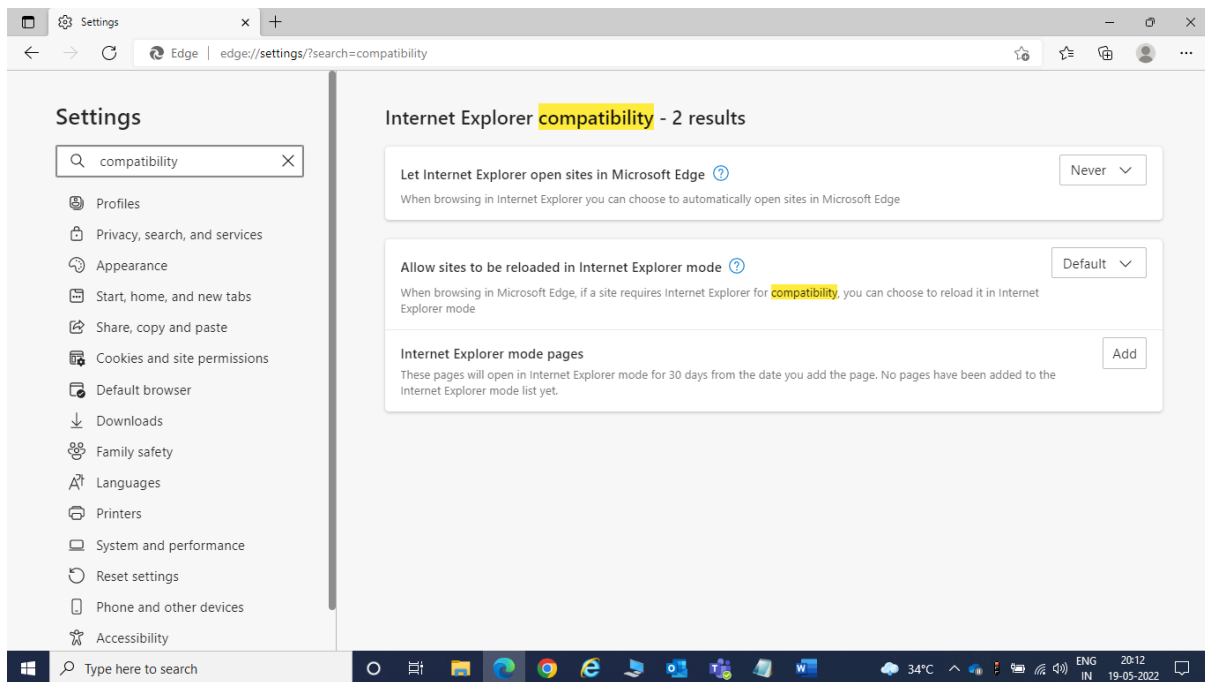 Settings
Edge | edge://settings/?search=compatibility
Settings
compatibility
Profiles
Privacy, search, and services
Appearance
Start, home, and new tabs
Share, copy and paste
Cookies and site permissions
Default browser
Downloads
Family safety
Languages
Printers
System and performance
Reset settings
Phone and other devices
Accessibility
Internet Explorer compatibility - 2 results
Let Internet Explorer open sites in Microsoft Edge
Never
When browsing in Internet Explorer you can choose to automatically open sites in Microsoft Edge
Allow sites to be reloaded in Internet Explorer mode
Default
When browsing in Microsoft Edge, if a site requires Internet Explorer for compatibility, you can choose to reload it in Internet
Explorer mode
Internet Explorer mode pages
Add
These pages will open in Internet Explorer mode for 30 days from the date you add the page. No pages have been added to the
Internet Explorer mode list yet.
Type here to search
34°C
ENG
IN
20:12
19-05-2022